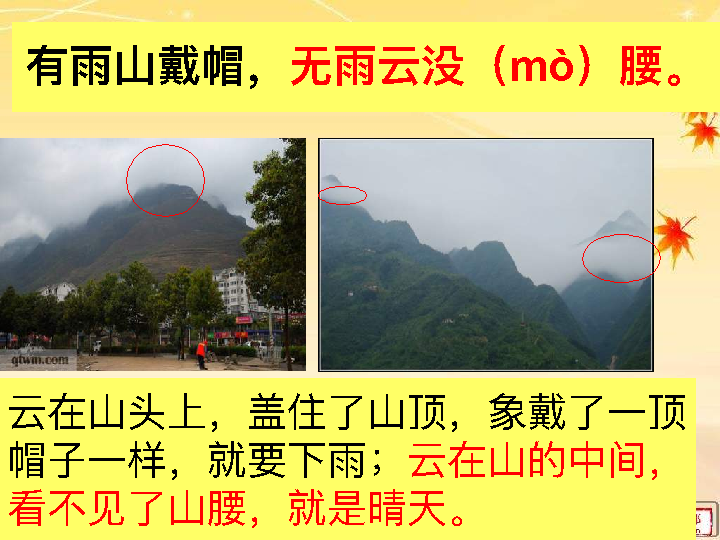 有雨山戴帽，无雨云没（mò）腰。
qtwm.com
云在山头上，盖住了山顶，象戴了一顶
帽子一样，就要下雨；云在山的中间，
看不见了山腰，就是晴天。